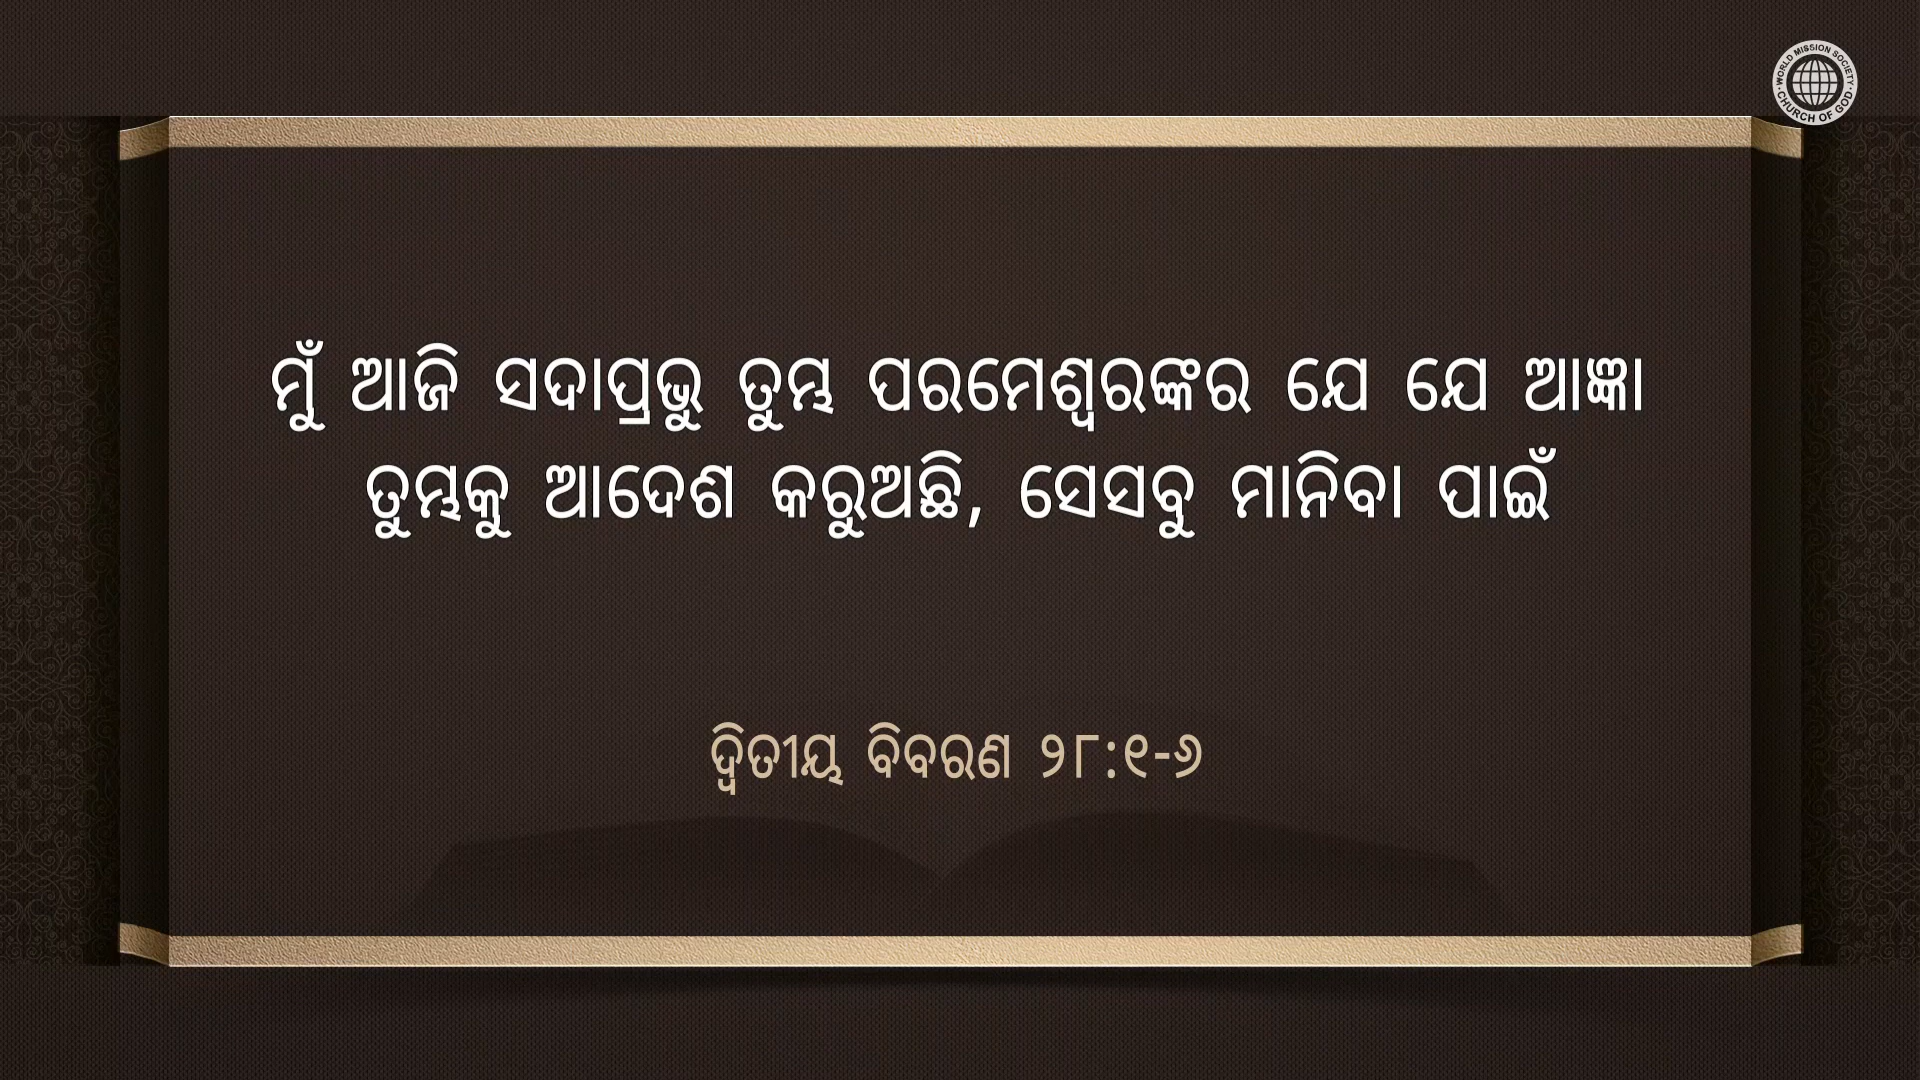 WORLD MISSION SOCIETY CHURCH OF GOD
ମୁଁ ଆଜି ସଦାପ୍ରଭୁ ତୁମ୍ଭ ପରମେଶ୍ୱରଙ୍କର ଯେ ଯେ ଆଜ୍ଞା
ତୁମ୍ଭକୁ ଆଦେଶ କରୁଅଛି, ସେସବୁ ମାନିବା ପାଇଁ
ଦ୍ୱିତୀୟ ବିବରଣ ୨୮:୧-୬